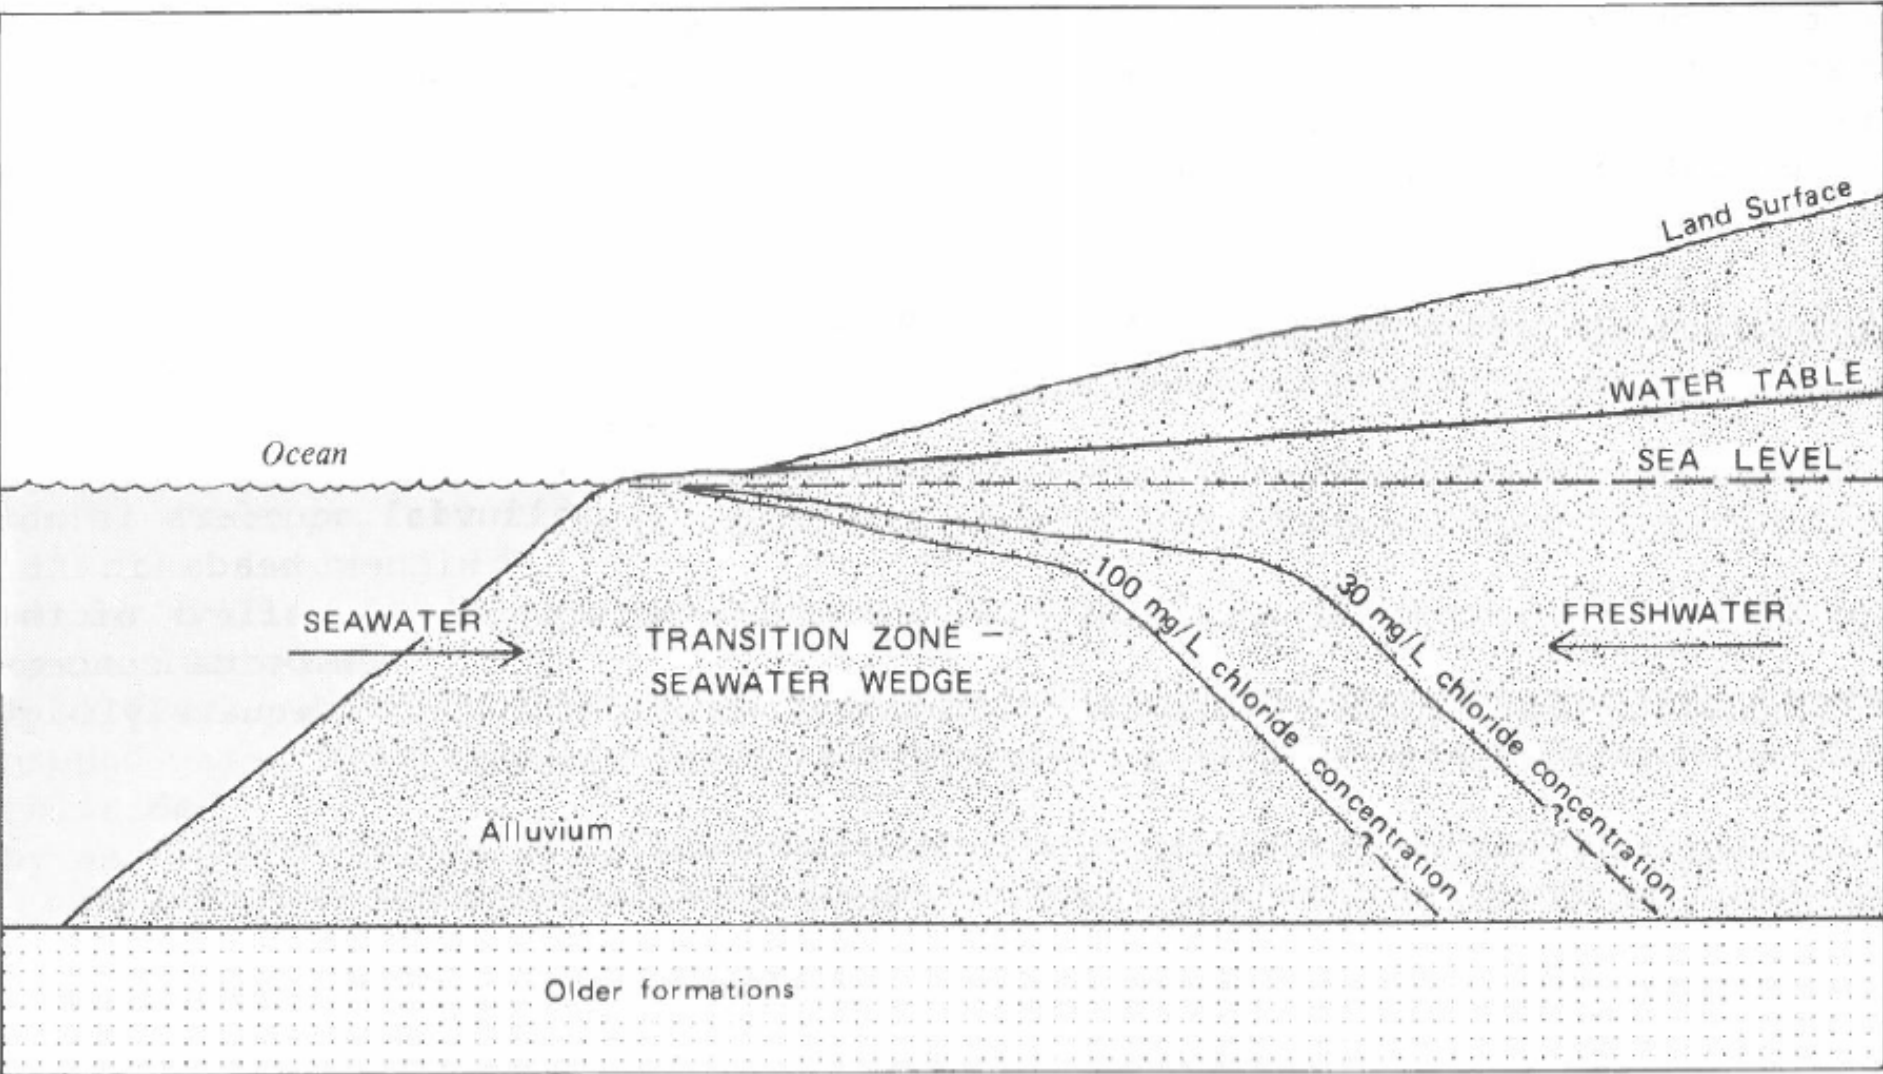 Land Surface
WATER TABLE
Ocean
SEA LEVEL
SEAWATER
TRANSITION ZONE –
SEAWATER WEDGE
100 mg/L chloride concentration
30 mg/L chloride concentration
FRESHWATER
?
?
Alluvium
Older formations